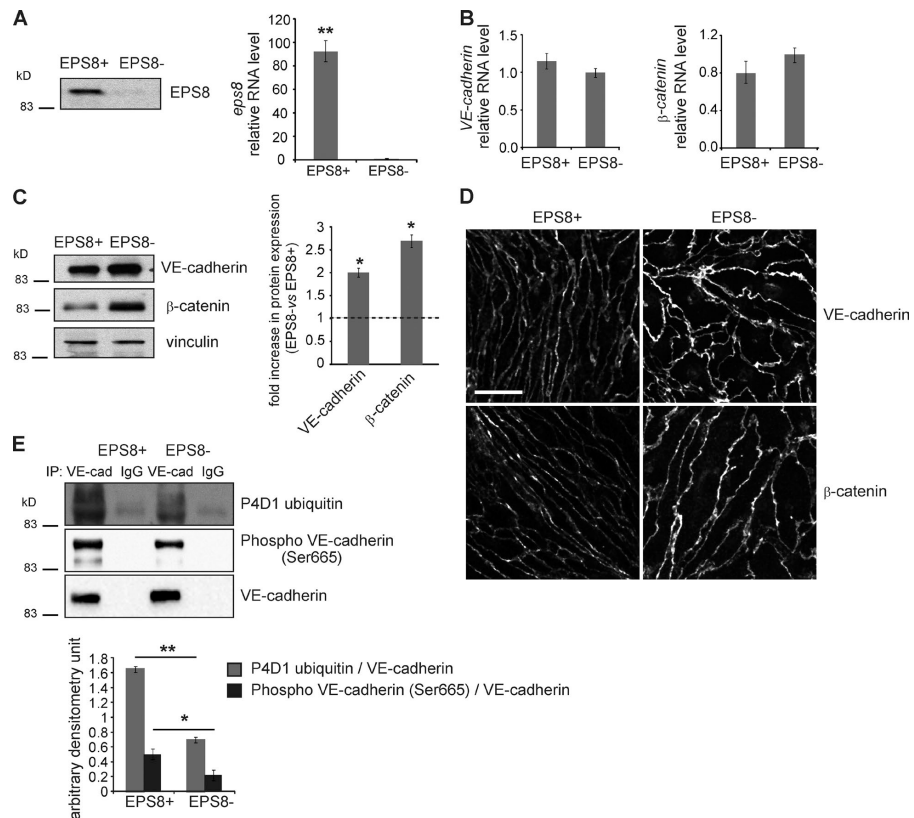 A
kD
EPS8+ EPS8-
83
EPS8
eps8
relative RNA level
100
80
60
40
20
0
**
EPS8+ EPS8-
B
VE-cadherin
relative RNA level
1.5
1.0
0.5
0.0
EPS8+ EPS8-
β-catenin
relative RNA level
1.2
0.8
0.4
0
EPS8+ EPS8-
C
kD
EPS8+ EPS8-
83
VE-cadherin
83
β-catenin
83
vinculin
fold increase in protein expression
(EPS8-vs EPS8+)
3
2.5
2
1.5
1
0.5
0
*
*
VE-cadherin
β-catenin
D
EPS8+ EPS8-
VE-cadherin
β-catenin
E
EPS8+ EPS8-
IP: VE-cad IgG VE-cad IgG
kD
83
P4D1 ubiquitin
83
Phospho VE-cadherin
(Ser665)
83
VE-cadherin
arbitrary densitometry unit
1.8
1.6
1.4
1.2
1
0.8
0.6
0.4
0.2
0
**
*
EPS8+ EPS8-
P4D1 ubiquitin / VE-cadherin
Phospho VE-cadherin (Ser665) / VE-cadherin